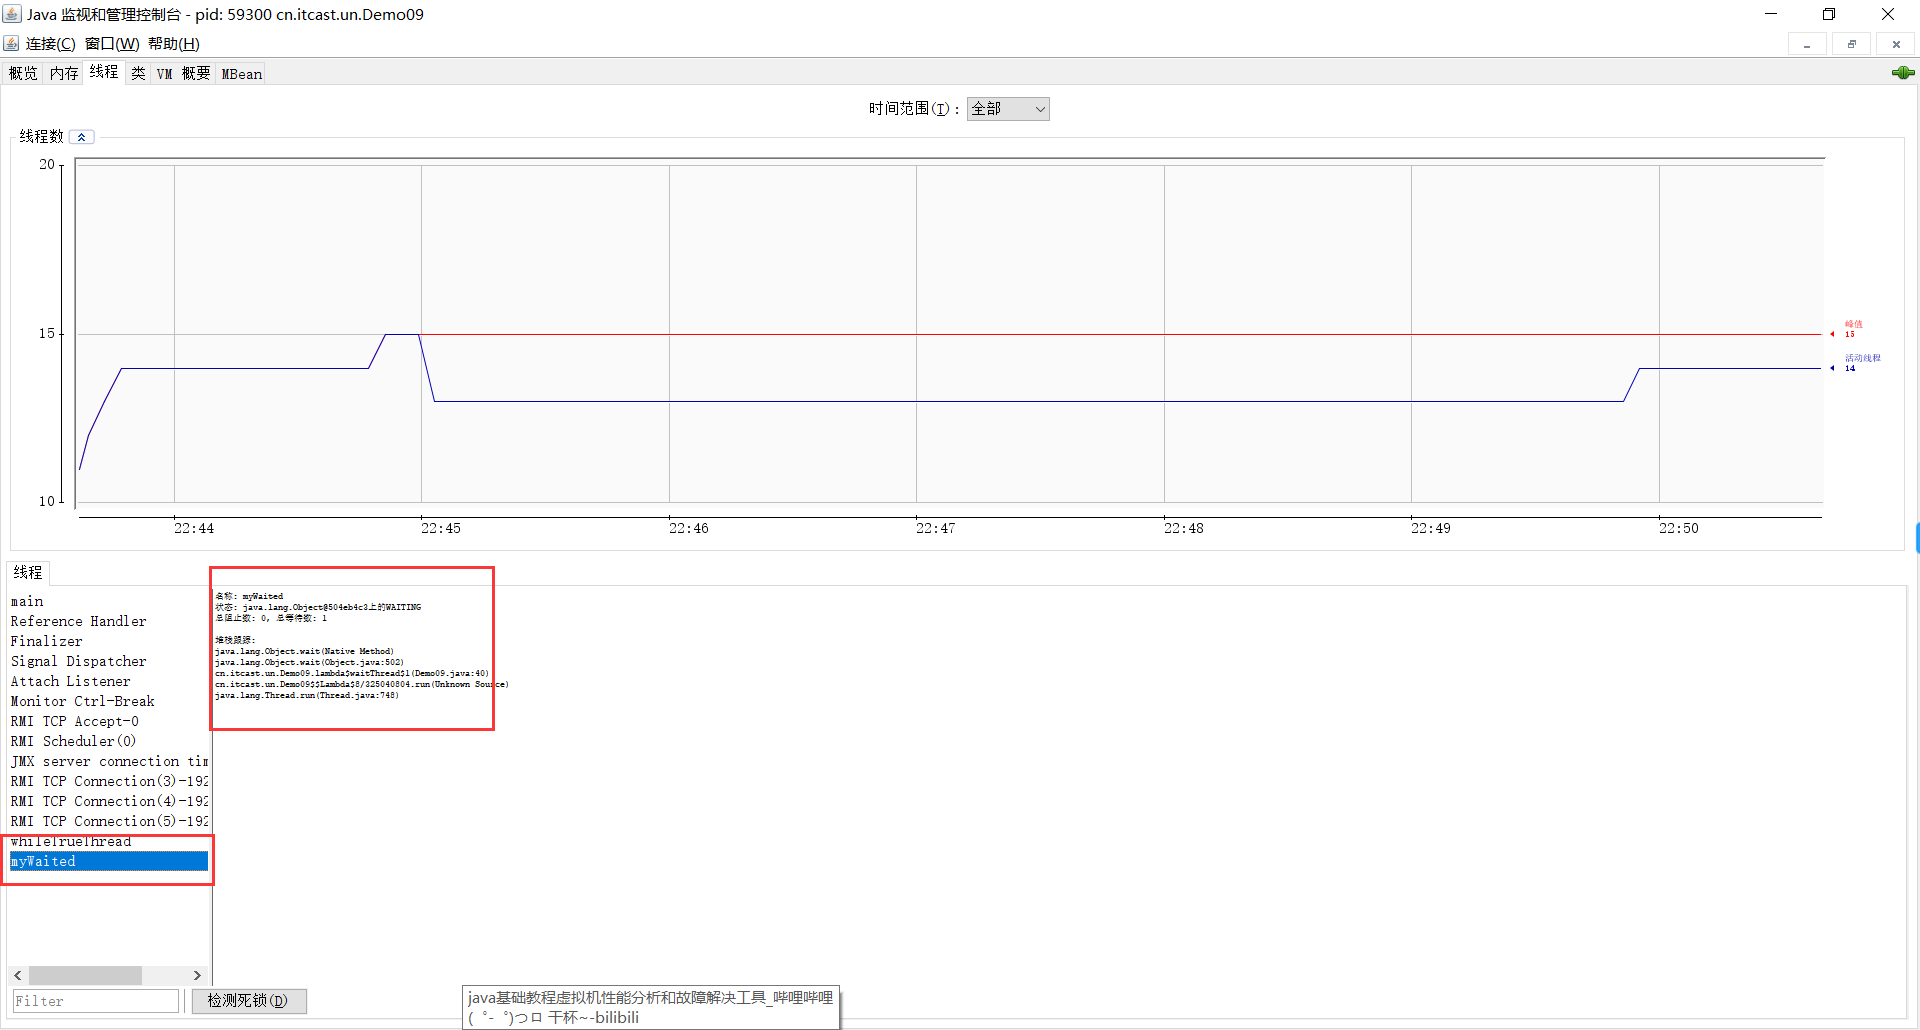 Java 监视和管理控制台 - pid: 59300 cn.itcast.un.Demo09
连接(C) 窗口(W) 帮助(H)
概览 内存 线程 类 VM 概要 MBean
时间范围(T): 全部
线程数
20
15
10
峰值
15
活动线程
14
22:44 22:45 22:46 22:47 22:48 22:49 22:50
线程
main
Reference Handler
Finalizer
Signal Dispatcher
Attach Listener
Monitor Ctrl-Break
RMI TCP Accept-0
RMI Scheduler(0)
JMX server connection tim
RMI TCP Connection(3)-192
RMI TCP Connection(4)-192
RMI TCP Connection(5)-192
whileTrueThread
myWaited
名称: myWaited
状态: java.lang.Object@504eb4c3上的WAITING
总阻止数: 0, 总等待数: 1
堆栈跟踪:
java.lang.Object.wait(Native Method)
java.lang.Object.wait(Object.java:502)
cn.itcast.un.Demo09.lambda$waitThread$1(Demo09.java:40)
cn.itcast.un.Demo09$$Lambda$8/325040804.run(Unknown Source)
java.lang.Thread.run(Thread.java:748)
Filter
检测死锁(D)
java基础教程虚拟机性能分析和故障解决工具_哔哩哔哩
(゜-゜)つロ 干杯~-bilibili